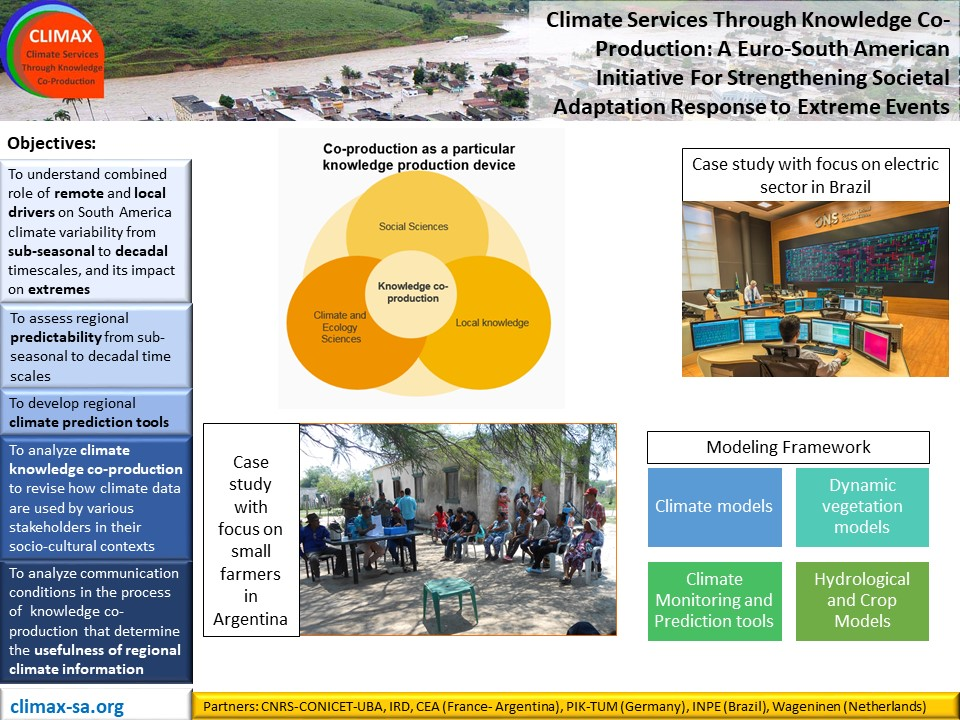 CLIMAX
Climate Services
Through Knowledge
Co-Production
Climate Services Through Knowledge Co-
Production: A Euro-South American
Initiative For Strengthening Societal
Adaptation Response to Extreme Events
Objectives:
To understand combined
role of remote and local
drivers on South America
climate variability from
sub-seasonal to decadal
timescales, and its impact
on extremes
To assess regional
predictability from sub-
seasonal to decadal time
scales
To develop regional
climate prediction tools
To analyze climate
knowledge co-production
to revise how climate data
are used by various
stakeholders in their
socio-cultural contexts
To analyze communication
conditions in the process
of knowledge co-
production that determine
the usefulness of regional
climate information
Co-production as a particular
knowledge production device
Social Sciences
Knowledge co-
production
Climate and
Ecology
Sciences
Local knowledge
Case study with focus on electric
sector in Brazil
ONS
Case
study
with
focus on
small
farmers
in
Argentina
Modeling Framework
Climate models
Dynamic
vegetation
models
Climate
Monitoring and
Prediction tools
Hydrological
and Crop
Models
climax-sa.org
Partners: CNRS-CONICET-UBA, IRD, CEA (France- Argentina), PIK-TUM (Germany), INPE (Brazil), Wageninen (Netherlands)